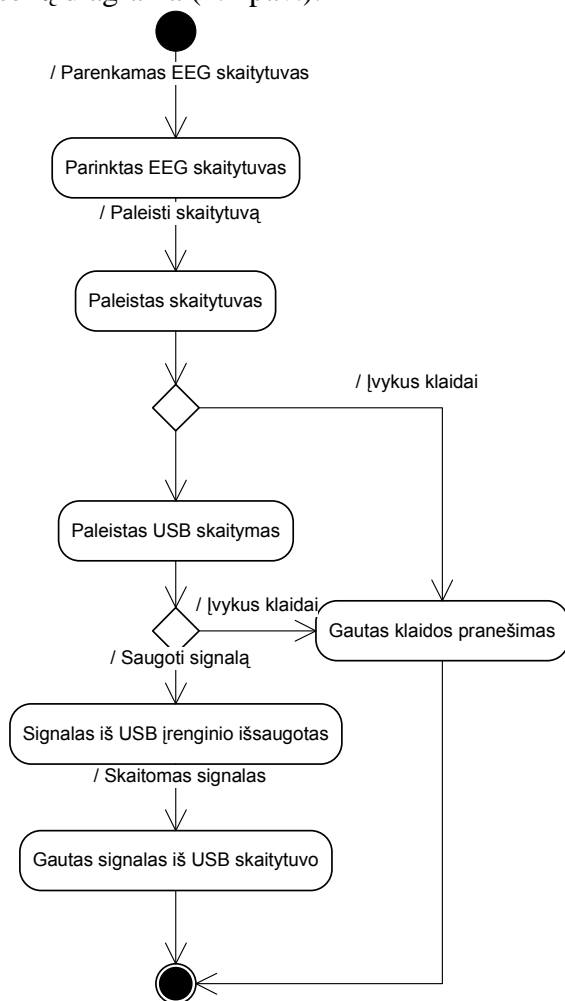 / Parenkamas EEG skaitytuvas
Parinktas EEG skaitytuvas
/ Paleisti skaitytuvą
Paleistas skaitytuvas
/ Įvykus klaidai
Paleistas USB skaitymas
/ Įvykus klaidai
Gautas klaidos pranešimas
/ Saugoti signalą
Signalas iš USB įrenginio išsaugotas
/ Skaitomas signalas
Gautas signalas iš USB skaitytuvo